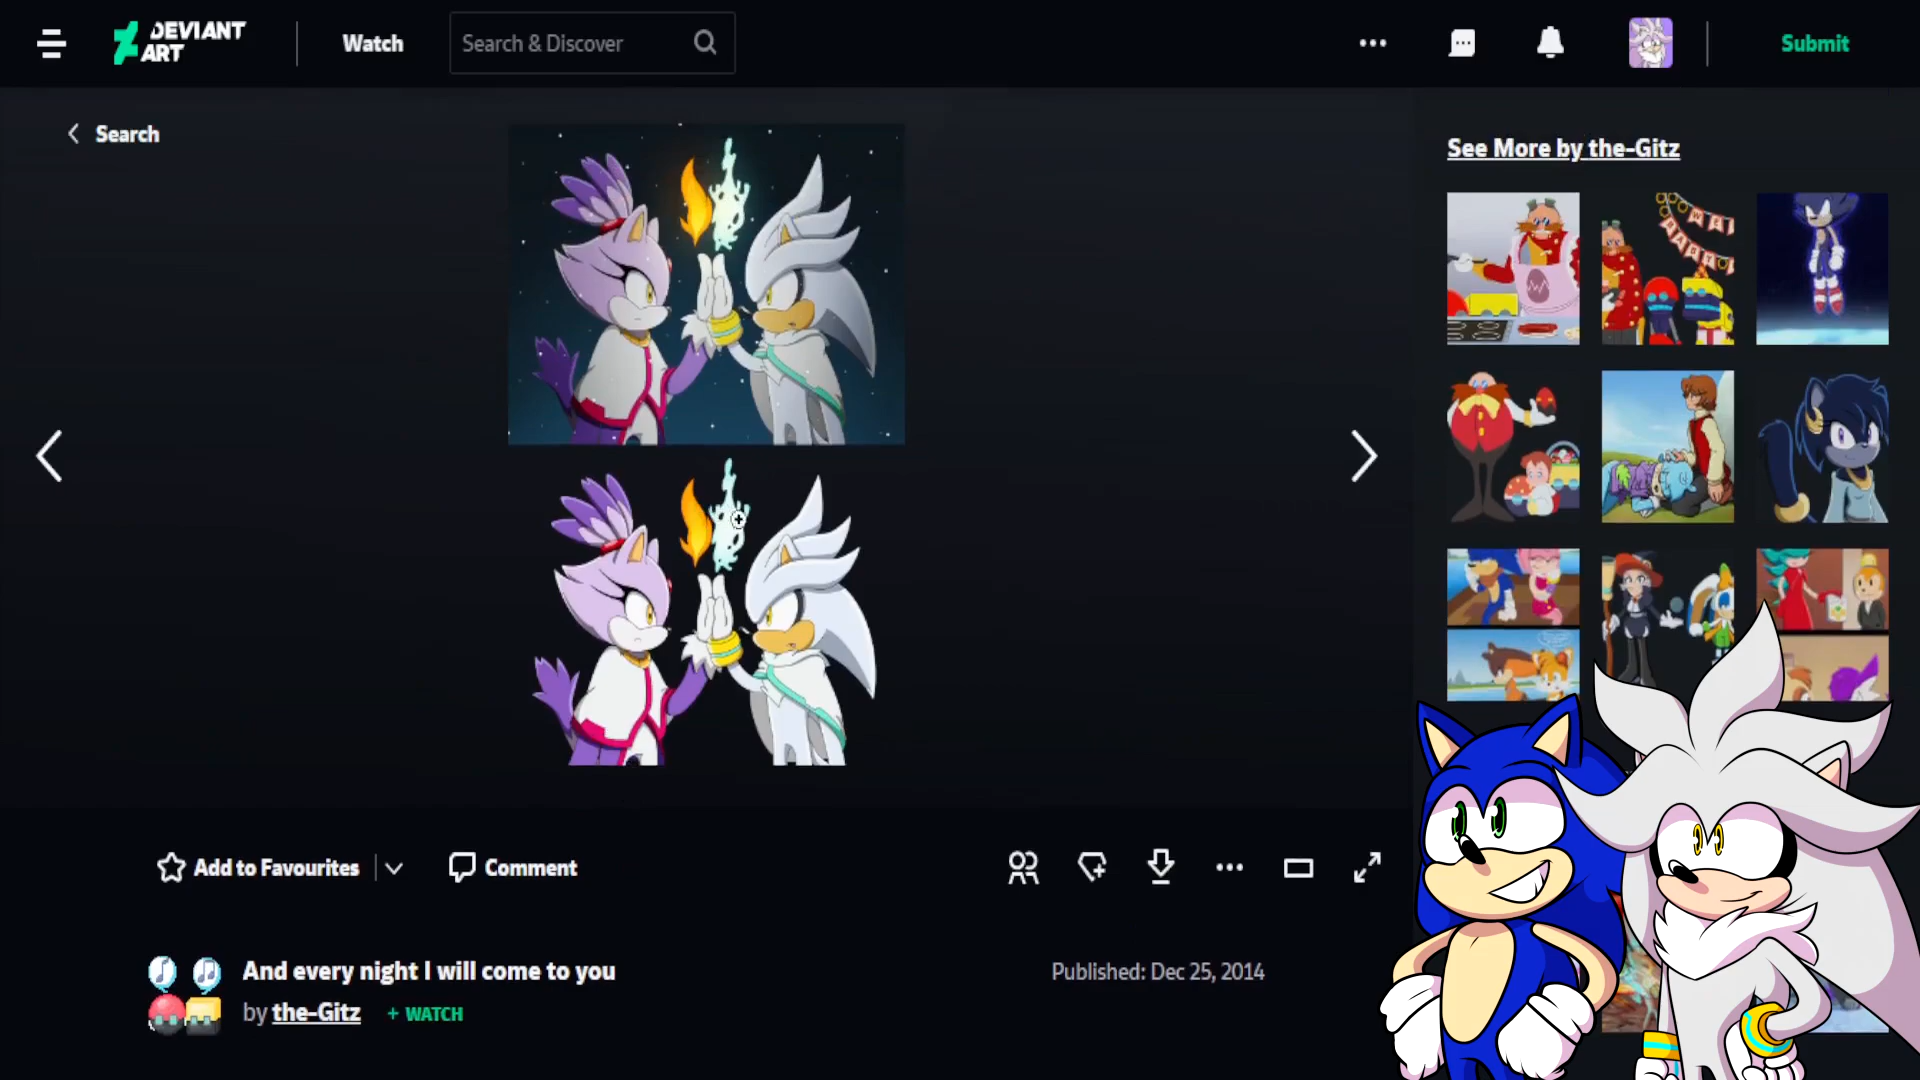 DEVIANT
ART
Watch
Search & Discover
Submit
Search
See More by the-Gitz
Add to Favourites
Comment
And every night I will come to you
Published: Dec 25, 2014
by the-Gitz
+ WATCH